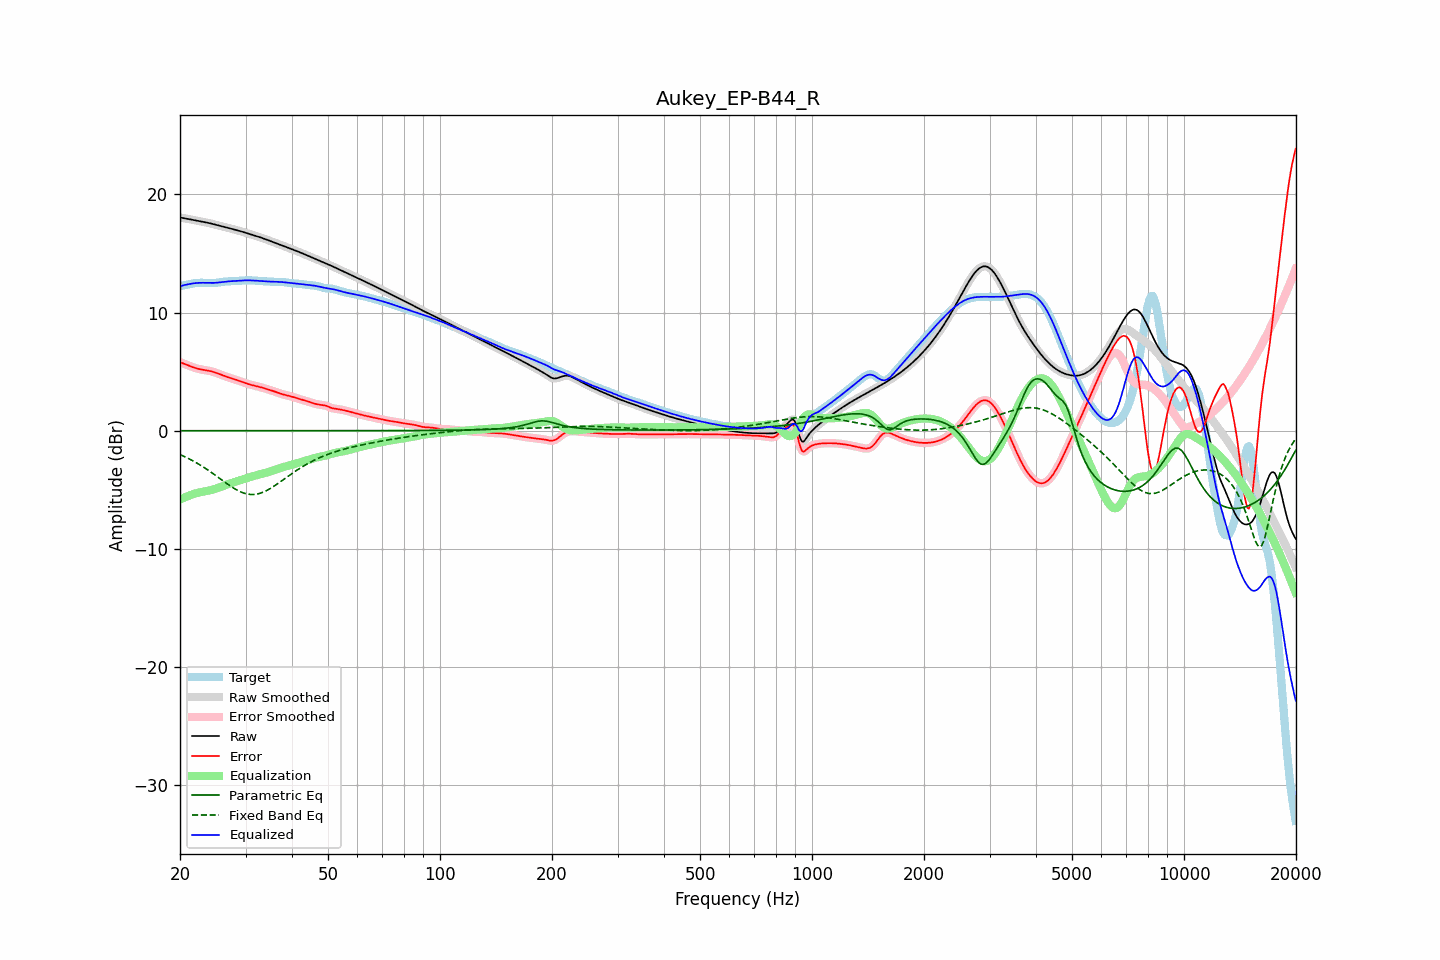 Aukey_EP-B44_R
Amplitude (dBr)
20
10
0
−10
−20
−30
Target
Raw Smoothed
Error Smoothed
Raw
Error
Equalization
Parametric Eq
Fixed Band Eq
Equalized
20 50 100 200 500 1000 2000 5000 10000 20000
Frequency (Hz)